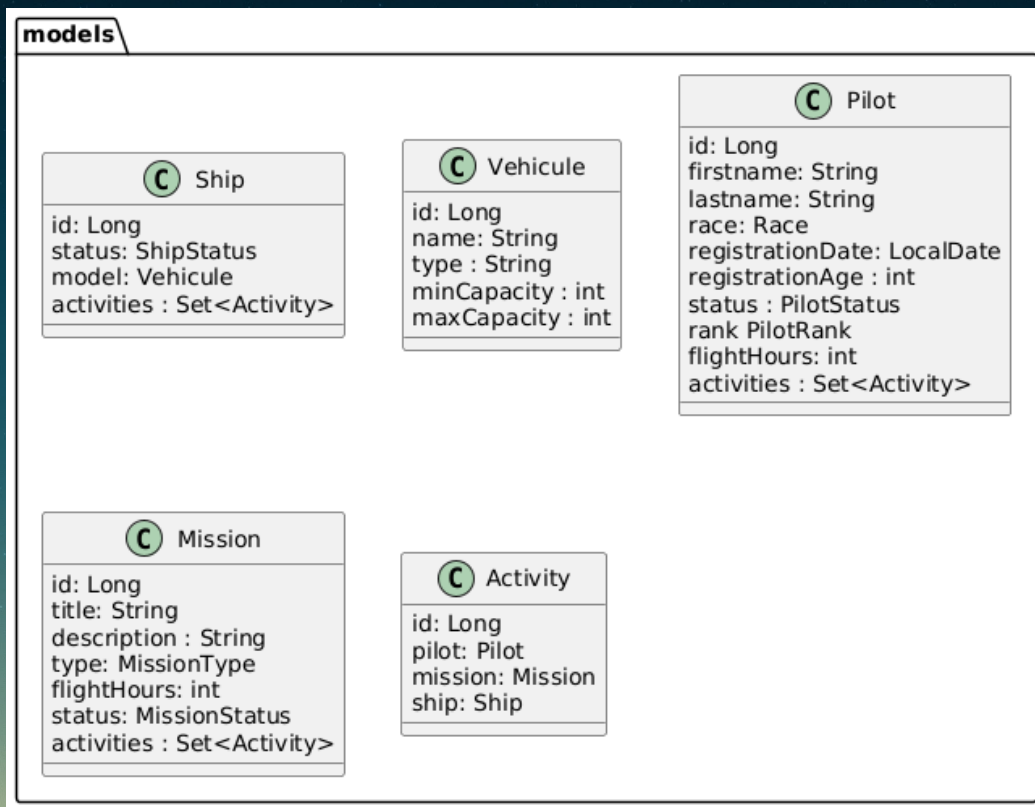 models
C Ship
id: Long
status: ShipStatus
model: Vehicule
activities : Set<Activity>
C Vehicule
id: Long
name: String
type : String
minCapacity : int
maxCapacity : int
C Pilot
id: Long
firstname: String
lastname: String
race: Race
registrationDate: LocalDate
registrationAge : int
status : PilotStatus
rank PilotRank
flightHours: int
activities : Set<Activity>
C Mission
id: Long
title: String
description : String
type: MissionType
flightHours: int
status: MissionStatus
activities : Set<Activity>
C Activity
id: Long
pilot: Pilot
mission: Mission
ship: Ship